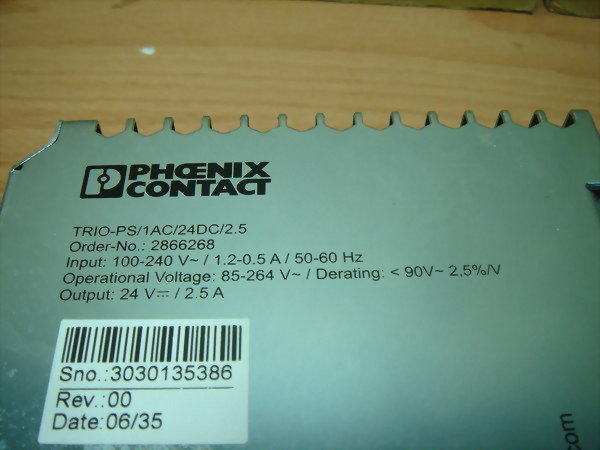 PHŒNIX
CONTACT
TRIO-PS/1AC/24DC/2.5
Order-No.: 2866268
Input: 100-240 V~ / 1.2-0.5 A / 50-60 Hz
Operational Voltage: 85-264 V~ / Derating: < 90V~ 2,5%/V
Output: 24 V⎓ / 2.5 A
Sno.:3030135386
Rev.:00
Date:06/35
.com